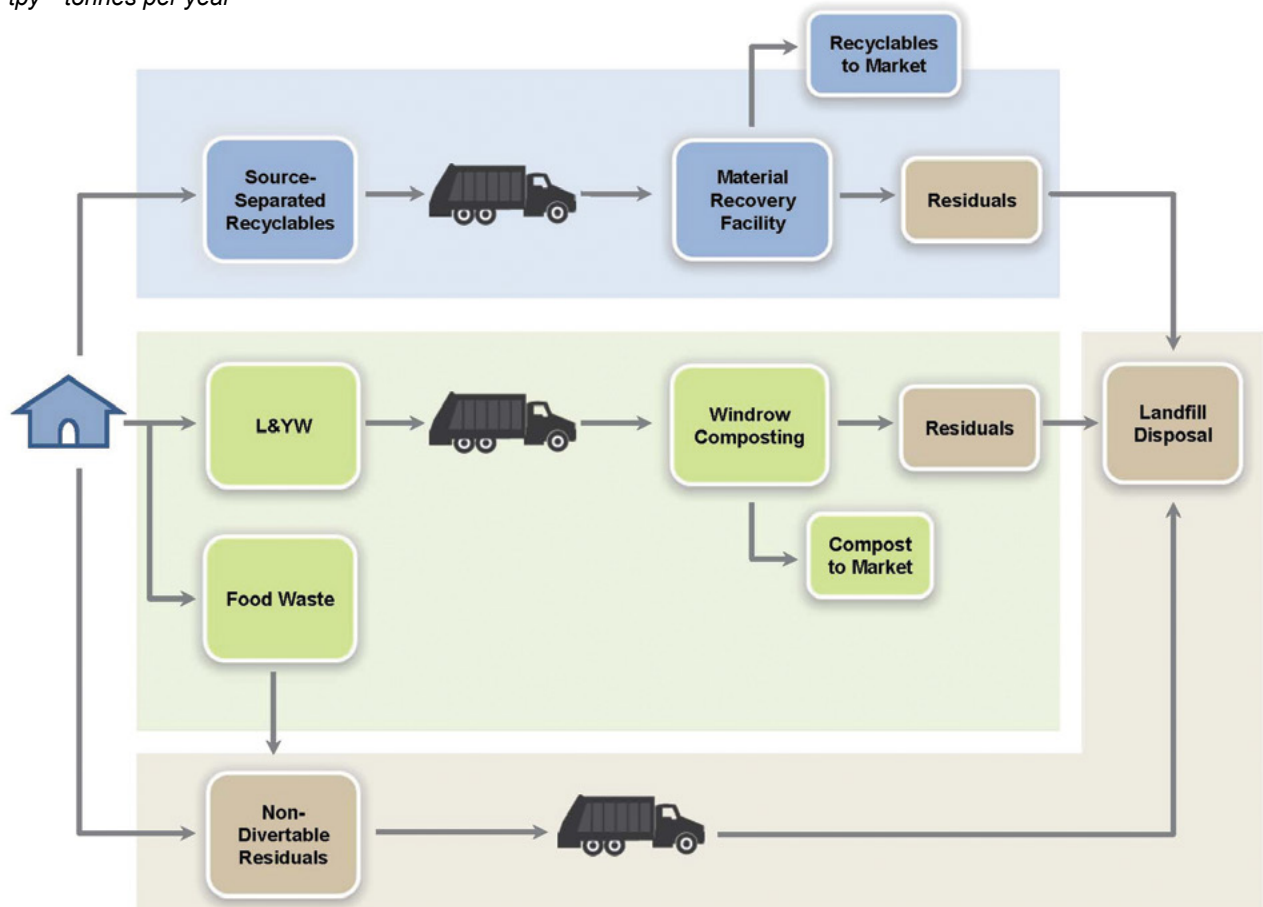 tpy - tonnes per year
Recyclables
to Market
Source-
Separated
Recyclables
Material
Recovery
Facility
Residuals
L&YW
Windrow
Composting
Residuals
Landfill
Disposal
Compost
to Market
Food Waste
Non-
Divertable
Residuals